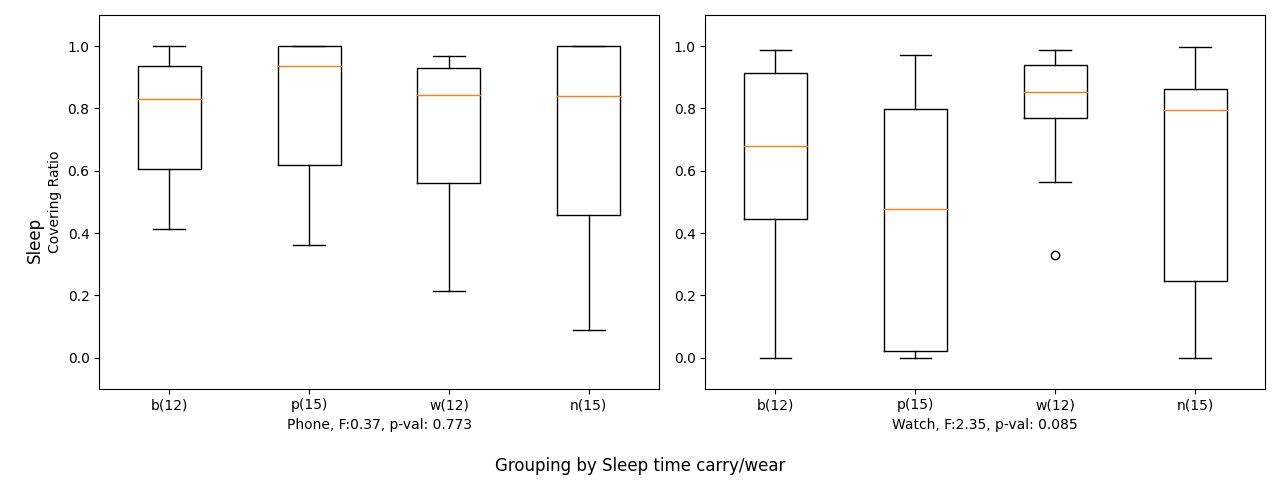 Sleep
Covering Ratio
1.0
0.8
0.6
0.4
0.2
0.0
b(12) p(15) w(12) n(15)
Phone, F:0.37, p-val: 0.773
1.0
0.8
0.6
0.4
0.2
0.0
b(12) p(15) w(12) n(15)
Watch, F:2.35, p-val: 0.085
Grouping by Sleep time carry/wear